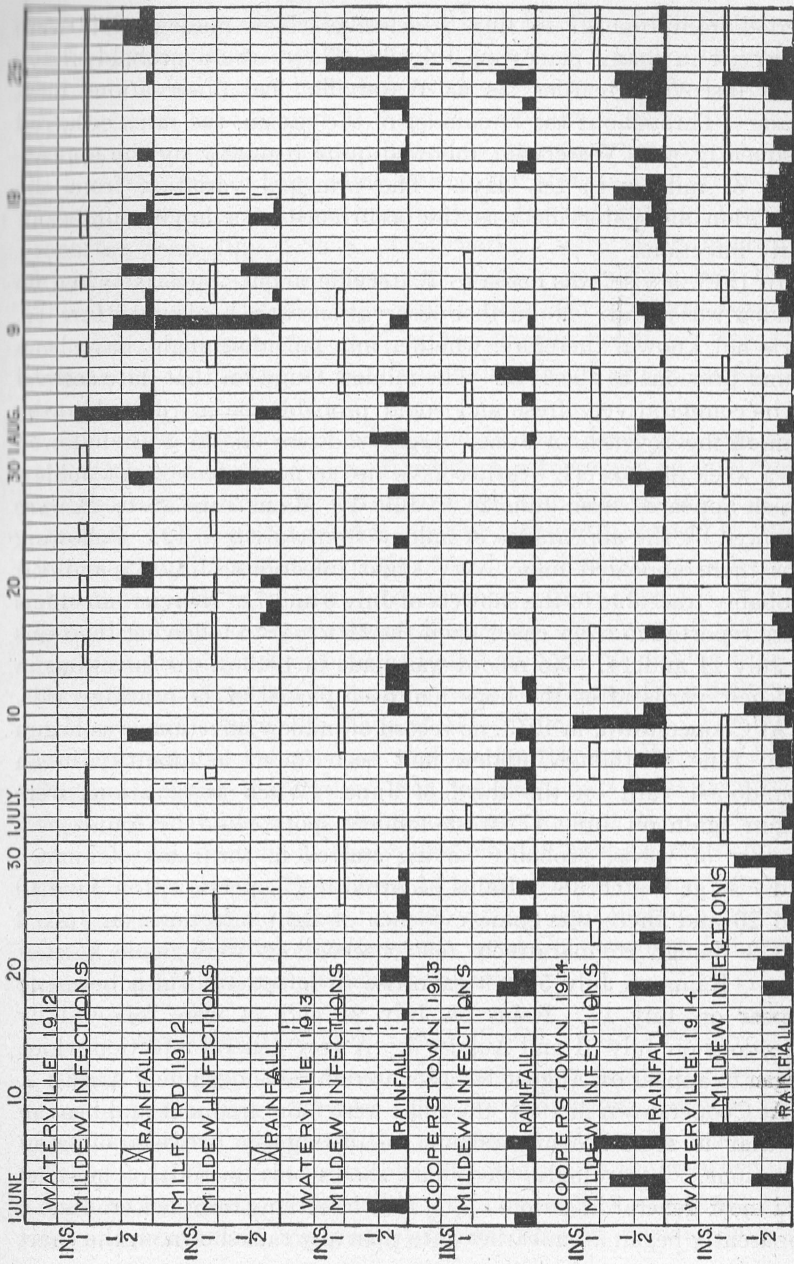 1 JUNE 10 20 30 1 JULY. 10 20 30 1 AUG. 9 19 29
WATERVILLE 1912
MILDEW INFECTIONS
RAINFALL
INS. 1 1/2
MILFORD 1912
MILDEW INFECTIONS
RAINFALL
INS. 1 1/2
WATERVILLE 1913
MILDEW INFECTIONS
RAINFALL
INS. 1 1/2
COOPERSTOWN 1913
MILDEW INFECTIONS
RAINFALL
INS. 1 1/2
COOPERSTOWN 1914
MILDEW INFECTIONS
RAINFALL
INS. 1 1/2
WATERVILLE 1914
MILDEW INFECTIONS
RAINFALL
INS. 1 1/2